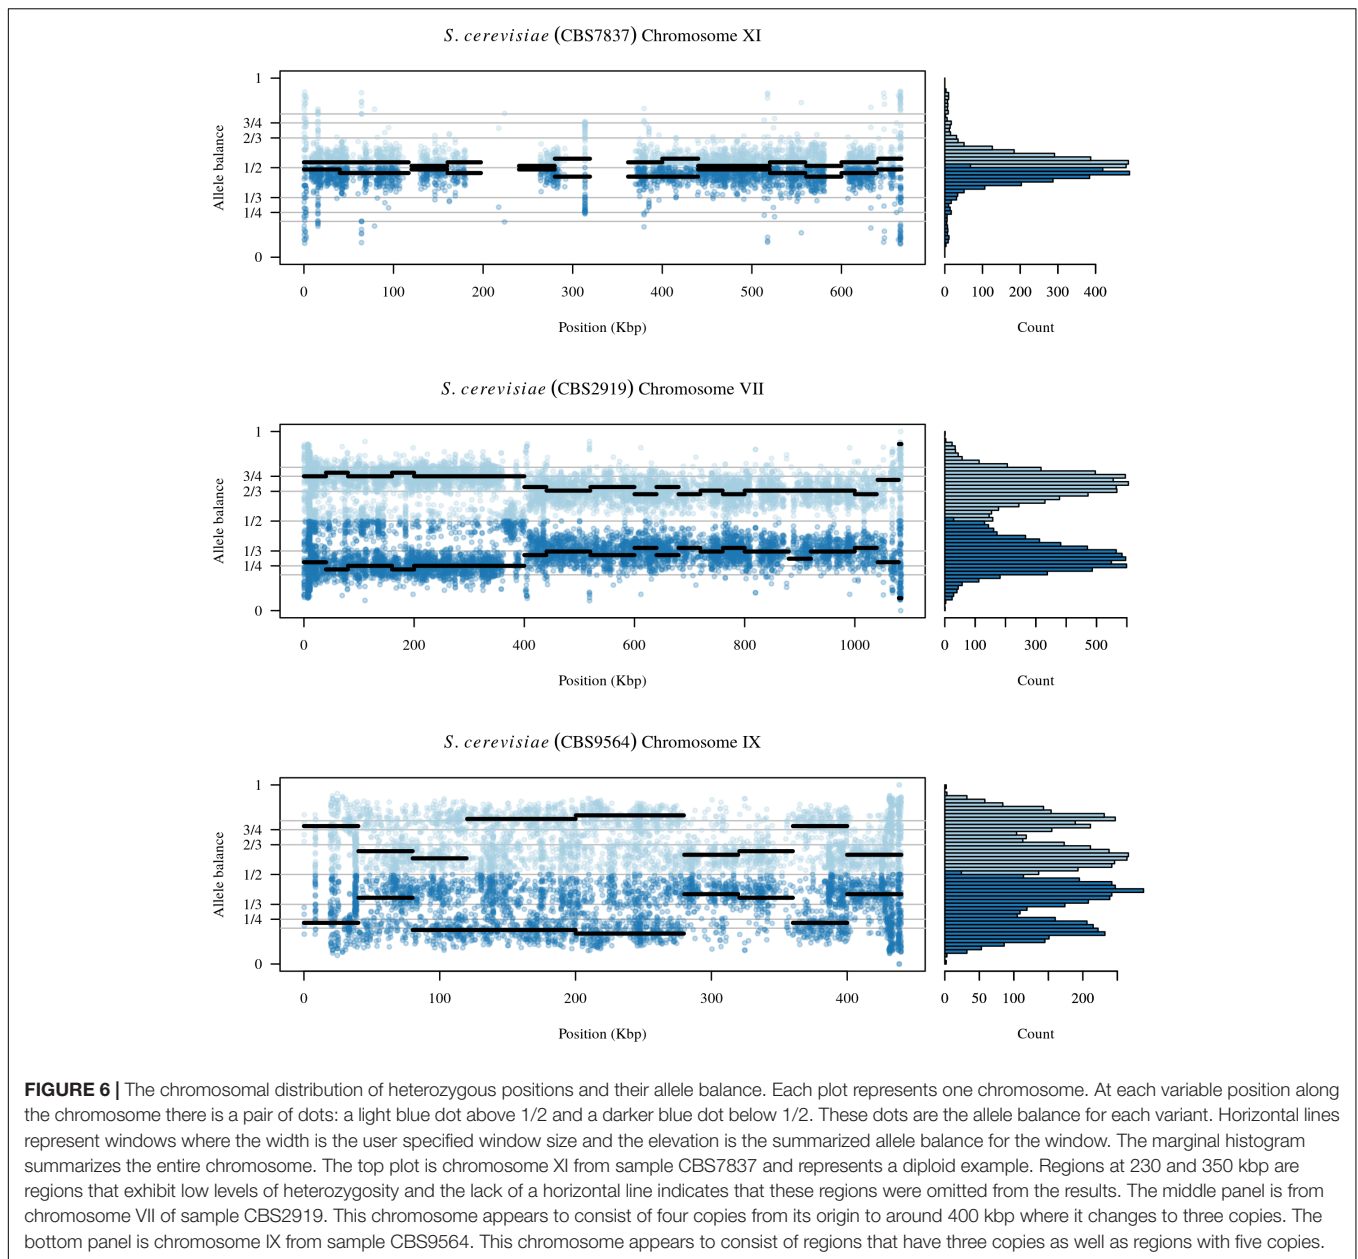 S. cerevisiae (CBS7837) Chromosome XI
1
3/4
2/3
1/2
1/3
1/4
0
Allele balance
0 100 200 300 400 500 600
Position (Kbp)
0 100 200 300 400
Count
S. cerevisiae (CBS2919) Chromosome VII
1
3/4
2/3
1/2
1/3
1/4
0
Allele balance
0 200 400 600 800 1000
Position (Kbp)
0 100 300 500
Count
S. cerevisiae (CBS9564) Chromosome IX
1
3/4
2/3
1/2
1/3
1/4
0
Allele balance
0 100 200 300 400
Position (Kbp)
0 50 100 200
Count
FIGURE 6 | The chromosomal distribution of heterozygous positions and their allele balance. Each plot represents one chromosome. At each variable position along
the chromosome there is a pair of dots: a light blue dot above 1/2 and a darker blue dot below 1/2. These dots are the allele balance for each variant. Horizontal lines
represent windows where the width is the user specified window size and the elevation is the summarized allele balance for the window. The marginal histogram
summarizes the entire chromosome. The top plot is chromosome XI from sample CBS7837 and represents a diploid example. Regions at 230 and 350 kbp are
regions that exhibit low levels of heterozygosity and the lack of a horizontal line indicates that these regions were omitted from the results. The middle panel is from
chromosome VII of sample CBS2919. This chromosome appears to consist of four copies from its origin to around 400 kbp where it changes to three copies. The
bottom panel is chromosome IX from sample CBS9564. This chromosome appears to consist of regions that have three copies as well as regions with five copies.